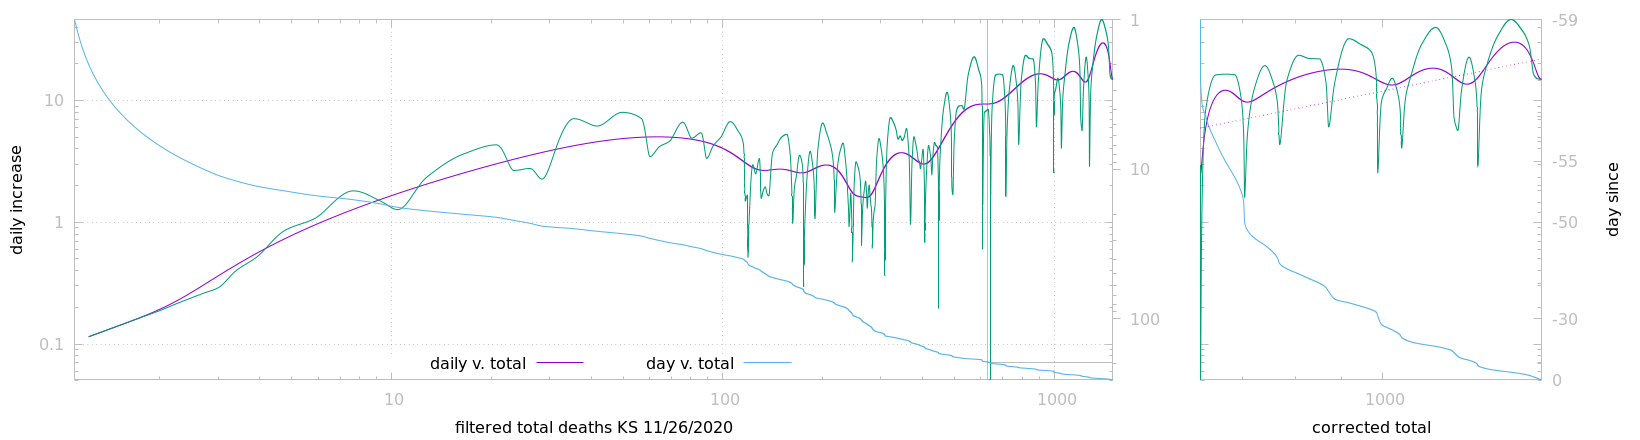 daily increase
10
1
0.1
daily v. total
day v. total
10
100
1000
filtered total deaths KS 11/26/2020
1
10
100
-59
-55
-50
-30
0
day since
1000
corrected total